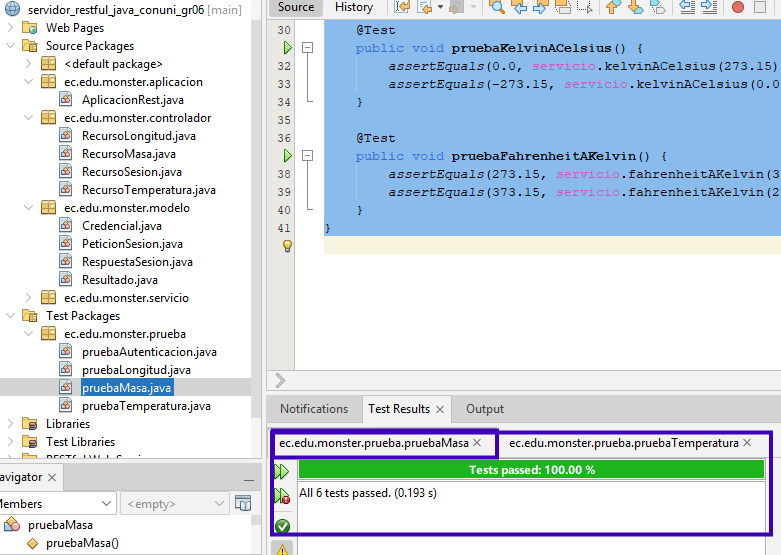 servidor_restful_java_conuni_gr06 [main]
Web Pages
Source Packages
<default package>
ec.edu.monster.aplicacion
AplicacionRest.java
ec.edu.monster.controlador
RecursoLongitud.java
RecursoMasa.java
RecursoSesion.java
RecursoTemperatura.java
ec.edu.monster.modelo
Credencial.java
PeticionSesion.java
RespuestaSesion.java
Resultado.java
ec.edu.monster.servicio
Test Packages
ec.edu.monster.prueba
pruebaAutenticacion.java
pruebaLongitud.java
pruebaMasa.java
pruebaTemperatura.java
Libraries
Test Libraries
avigator
Members
<empty>
pruebaMasa
pruebaMasa()
Source History
30 @Test
public void pruebaKelvinACelsius() {
32 assertEquals(0.0, servicio.kelvinACelsius(273.15)
33 assertEquals(-273.15, servicio.kelvinACelsius(0.0
34 }
35
36 @Test
public void pruebaFahrenheitAKelvin() {
38 assertEquals(273.15, servicio.fahrenheitAKelvin(3
39 assertEquals(373.15, servicio.fahrenheitAKelvin(2
40 }
41 }
Notifications Test Results Output
ec.edu.monster.prueba.pruebaMasa ec.edu.monster.prueba.pruebaTemperatura
Tests passed: 100.00 %
All 6 tests passed. (0.193 s)